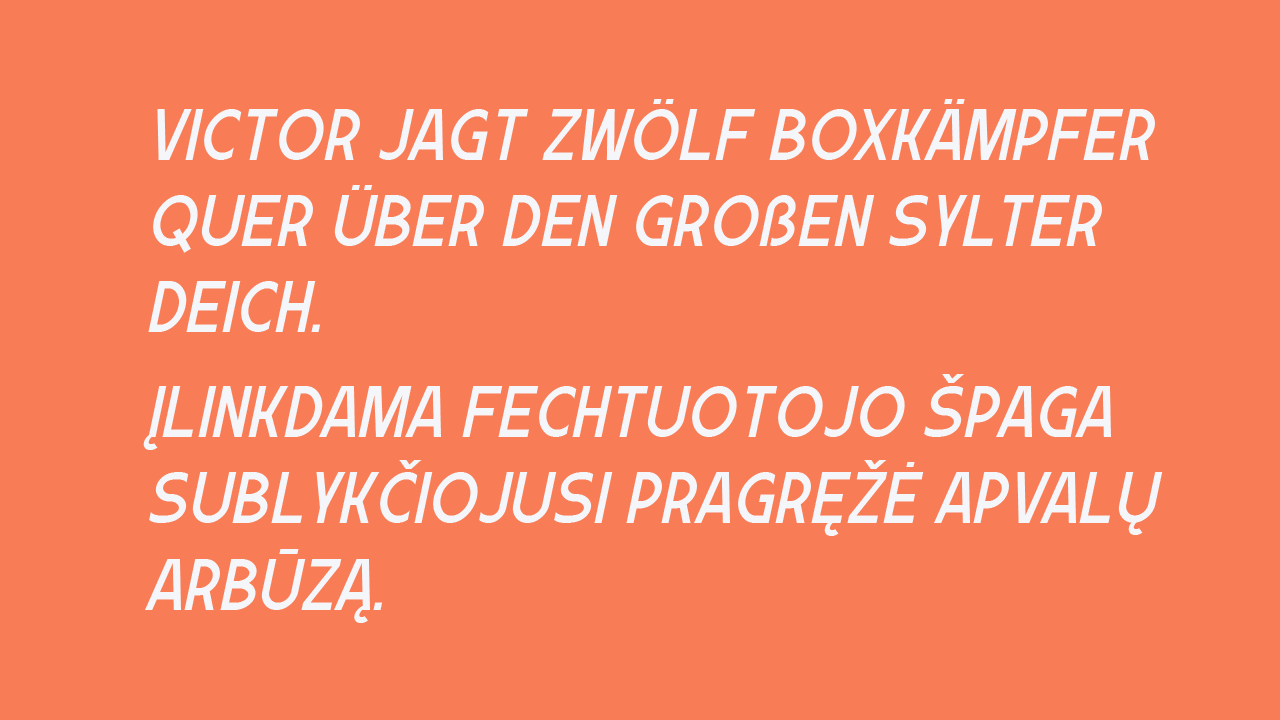 VICTOR JAGT ZWÖLF BOXKÄMPFER
QUER ÜBER DEN GROßEN SYLTER
DEICH.
ĮLINKDAMA FECHTUOTOJO ŠPAGA
SUBLYKČIOJUSI PRAGRĘŽĖ APVALŲ
ARBŪZĄ.